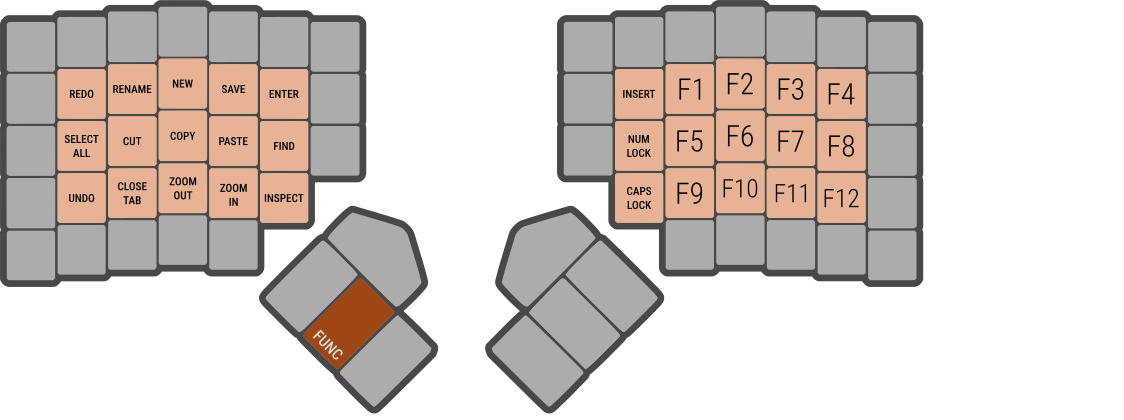 REDO
RENAME
NEW
SAVE
ENTER
SELECT
ALL
CUT
COPY
PASTE
FIND
UNDO
CLOSE
TAB
ZOOM
OUT
ZOOM
IN
INSPECT
FUNC
INSERT
F1
F2
F3
F4
NUM
LOCK
F5
F6
F7
F8
CAPS
LOCK
F9
F10
F11
F12